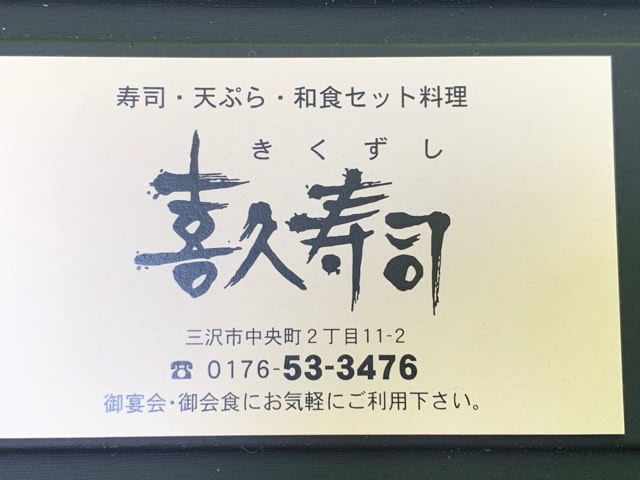 寿司・天ぷら・和食セット料理
きくずし
喜久寿司
三沢市中央町2丁目11-2
☎ 0176-53-3476
御宴会・御会食にお気軽にご利用下さい。